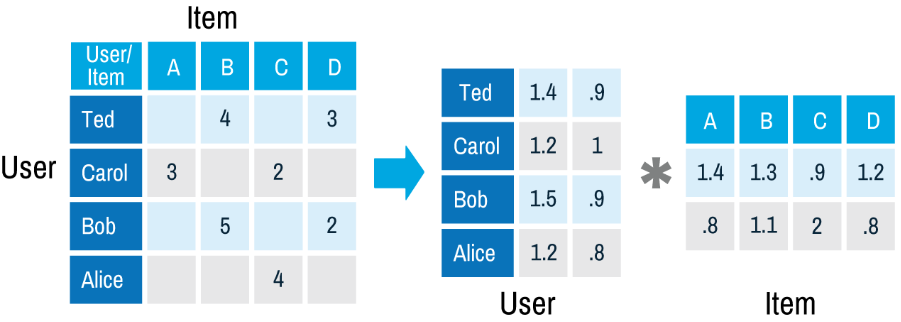 Item
User/
Item A B C D
Ted 4 3
User
Carol 3 2
Bob 5 2
Alice 4
Ted 1.4 .9
Carol 1.2 1
Bob 1.5 .9
Alice 1.2 .8
User
*
A B C D
1.4 1.3 .9 1.2
.8 1.1 2 .8
Item